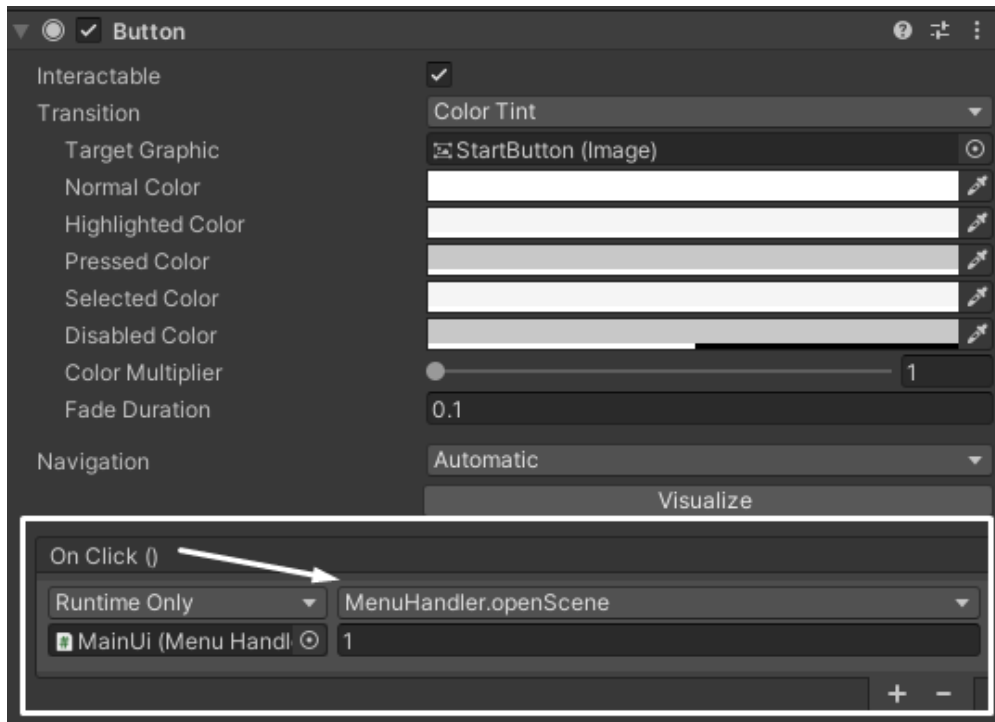 Button
Interactable
Transition Color Tint
Target Graphic StartButton (Image)
Normal Color
Highlighted Color
Pressed Color
Selected Color
Disabled Color
Color Multiplier 1
Fade Duration 0.1
Navigation Automatic
Visualize
On Click ()
Runtime Only MenuHandler.openScene
MainUi (Menu Handl 1